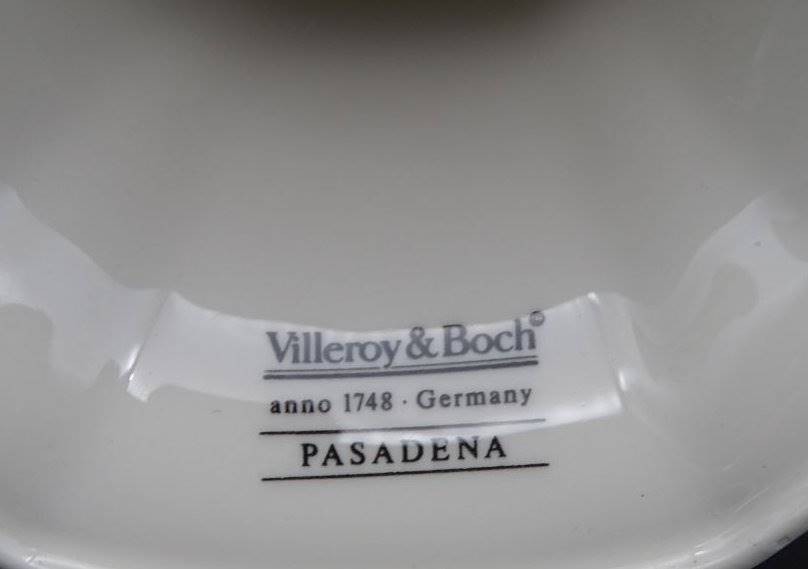 Villeroy & Boch©
anno 1748 · Germany
PASADENA